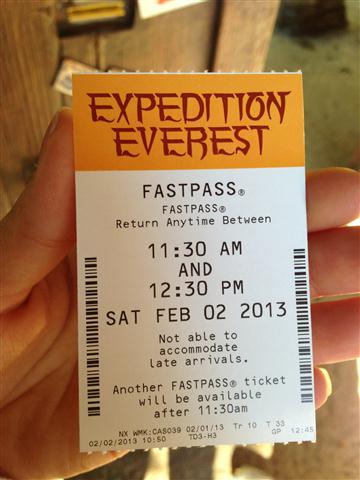 EXPEDITION
EVEREST
FASTPASS®
FASTPASS®
Return Anytime Between
11:30 AM
AND
12:30 PM
SAT FEB 02 2013
Not able to
accommodate
late arrivals.
Another FASTPASS® ticket
will be available
after 11:30am
NX WMK:CAS039 02/01/13 Tr 10 T 33
02/02/2013 10:50 TD3-H3 GP 12:45